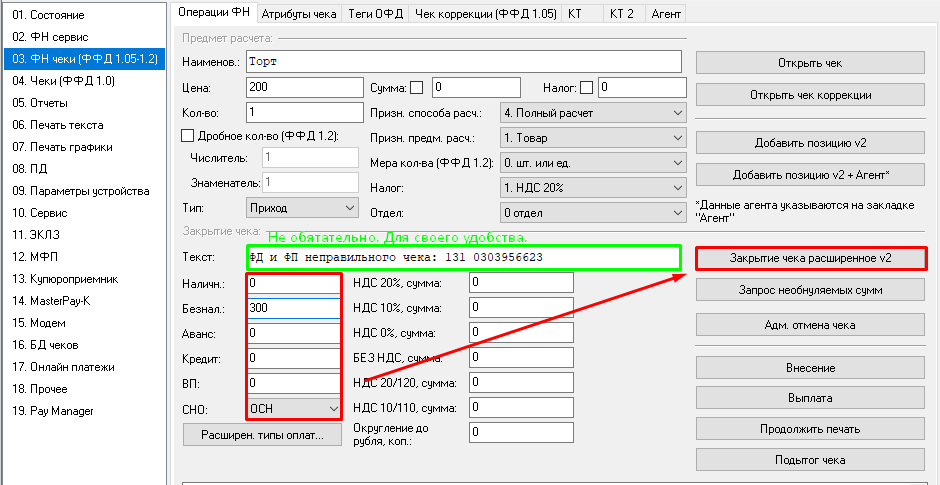 01. Состояние
02. ФН сервис
03. ФН чеки (ФФД 1.05-1.2)
04. Чеки (ФФД 1.0)
05. Отчеты
06. Печать текста
07. Печать графики
08. ПД
09. Параметры устройства
10. Сервис
11. ЭКЛЗ
12. МФП
13. Купюроприемник
14. MasterPay-K
15. Модем
16. БД чеков
17. Онлайн платежи
18. Прочее
19. Pay Manager
Операции ФН Атрибуты чека Теги ОФД Чек коррекции (ФФД 1.05) КТ КТ 2 Агент
Предмет расчета:
Наименов.: Торт
Цена: 200 Сумма: 0 Налог: 0
Кол-во: 1 Призн. способа расч.: 4. Полный расчет
Дробное кол-во (ФФД 1.2): Призн. предм. расч.: 1. Товар
Числитель: 1 Мера кол-ва (ФФД 1.2): 0. шт. или ед.
Знаменатель: 1 Налог: 1. НДС 20%
Тип: Приход Отдел: 0 отдел
Закрытие чека:
Не обятательно. Для своего удобства.
Текст: ФД и ФП неправильного чека: 131 0303956623
Наличн.: 0 НДС 20%, сумма: 0
Безнал.: 300 НДС 10%, сумма: 0
Аванс: 0 НДС 0%, сумма: 0
Кредит: 0 БЕЗ НДС, сумма: 0
ВП: 0 НДС 20/120, сумма: 0
СНО: ОСН НДС 10/110, сумма: 0
Расширен. типы оплат... Округление до
рубля, коп.: 0
Открыть чек
Открыть чек коррекции
Добавить позицию v2
Добавить позицию v2 + Агент*
*Данные агента указываются на закладке
"Агент"
Закрытие чека расширенное v2
Запрос необнуляемых сумм
Адм. отмена чека
Внесение
Выплата
Продолжить печать
Подытог чека